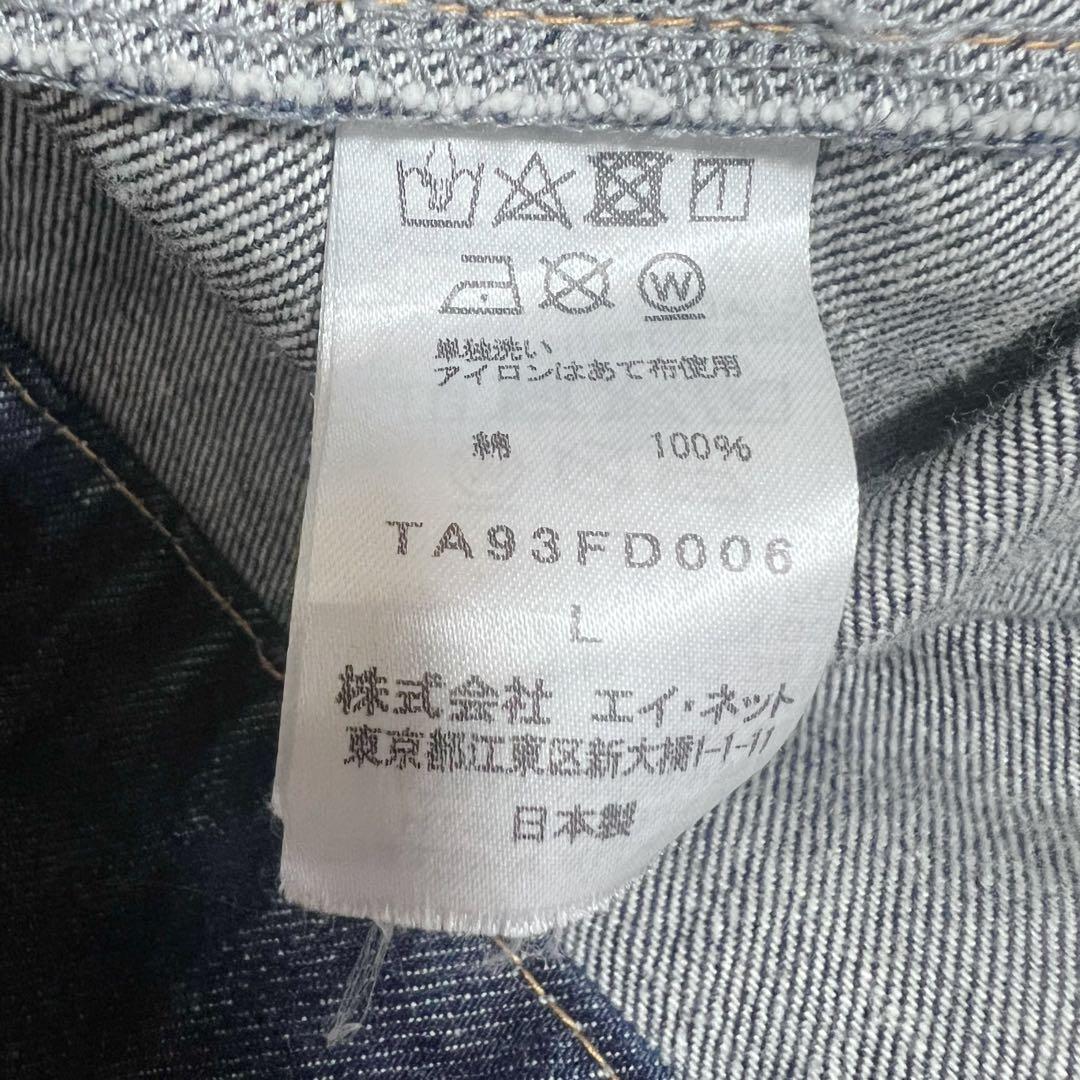 W
単独洗い
アイロンはあて布使用
綿 100%
TA93FD006
L
株式会社 エイ・ネット
東京都江東区新大橋1-1-11
日本製